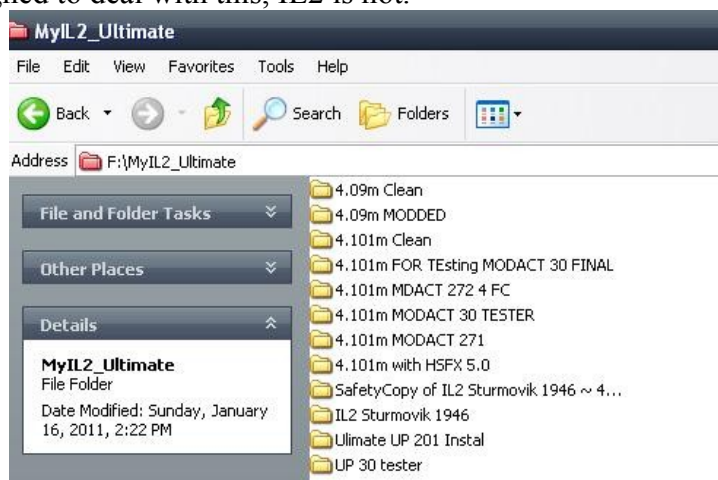 gned to deal with this, IL2 is not.
MyIL2_Ultimate
File Edit View Favorites Tools Help
Back Search Folders
Address F:\MyIL2_Ultimate
File and Folder Tasks
Other Places
Details
MyIL2_Ultimate
File Folder
Date Modified: Sunday, January
16, 2011, 2:22 PM
4.09m Clean
4.09m MODDED
4.101m Clean
4.101m FOR TEsting MODACT 30 FINAL
4.101m MDACT 272 4 FC
4.101m MODACT 30 TESTER
4.101m MODACT 271
4.101m with HSFX 5.0
SafetyCopy of IL2 Sturmovik 1946 ~ 4...
IL2 Sturmovik 1946
Ulimate UP 201 Instal
UP 30 tester